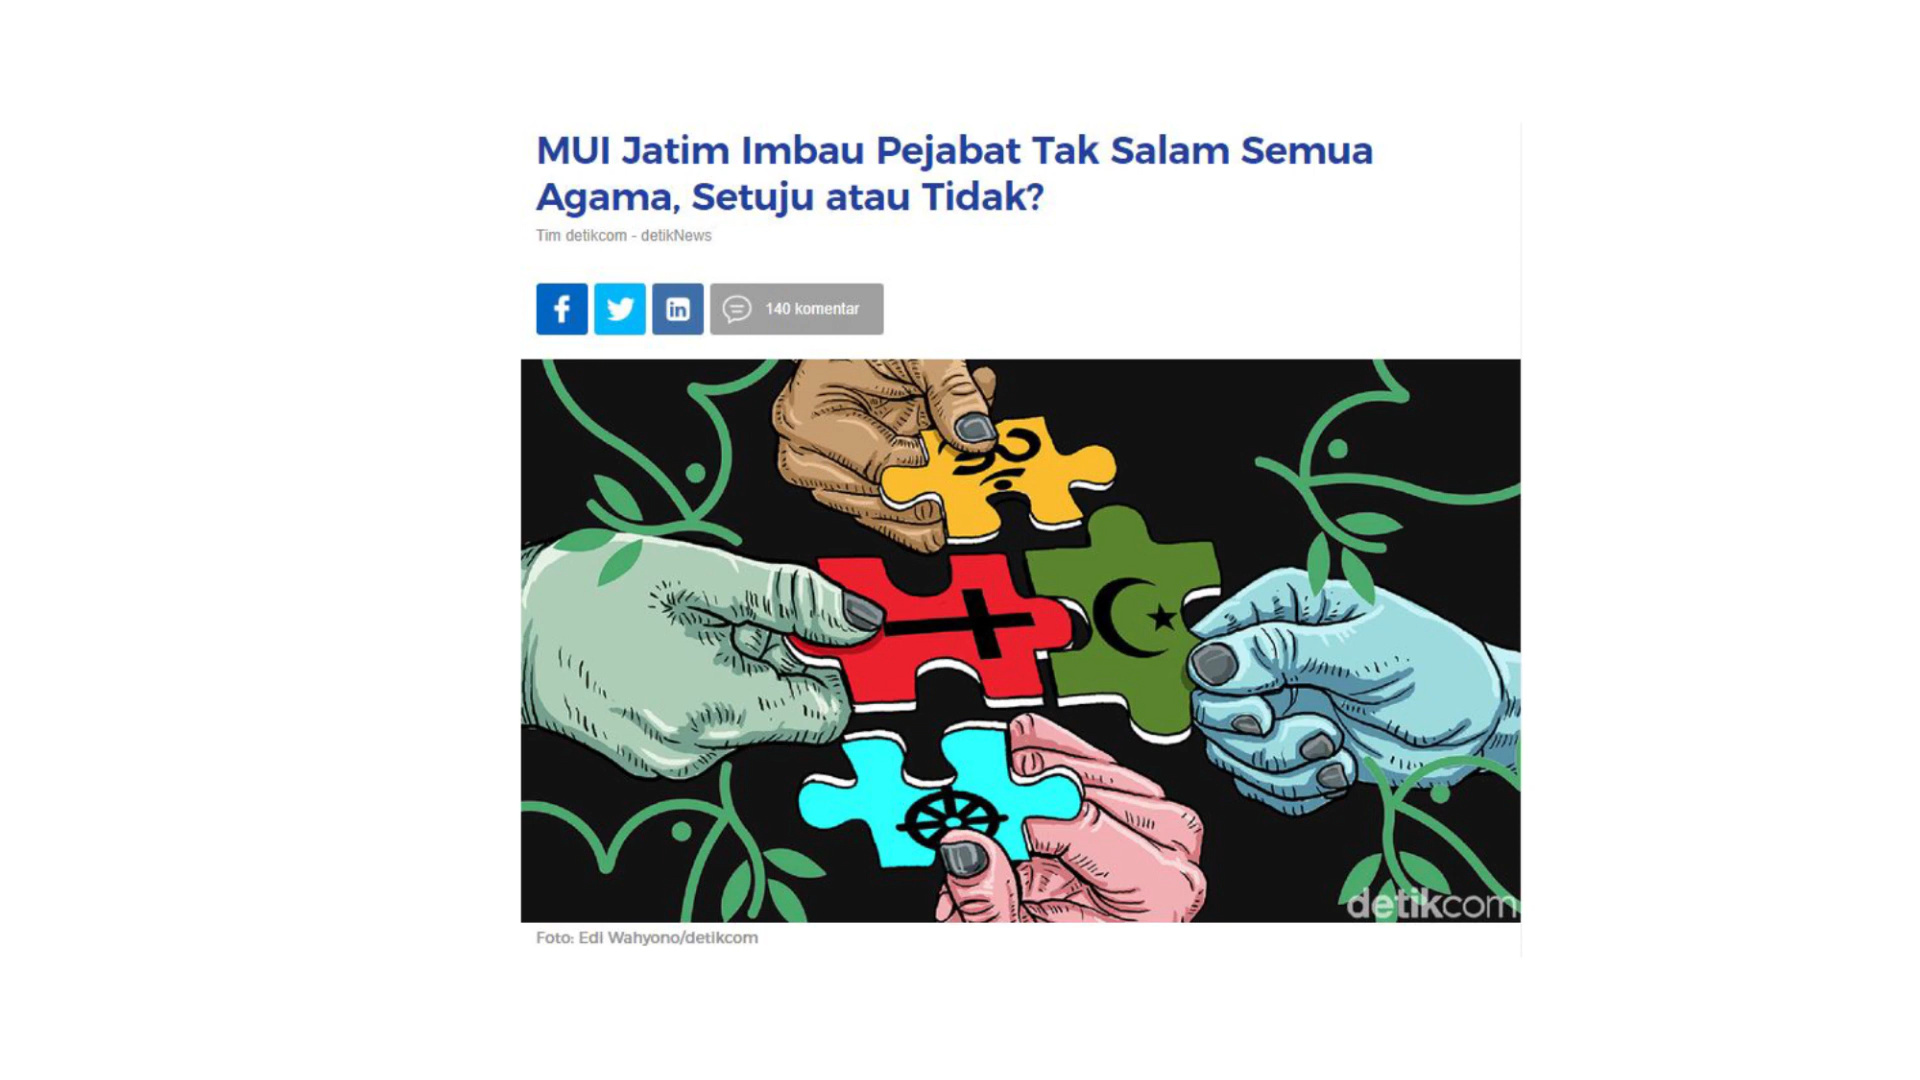 MUI Jatim Imbau Pejabat Tak Salam Semua
Agama, Setuju atau Tidak?
Tim detikcom - detikNews
140 komentar
detikcom
Foto: Edi Wahyono/detikcom